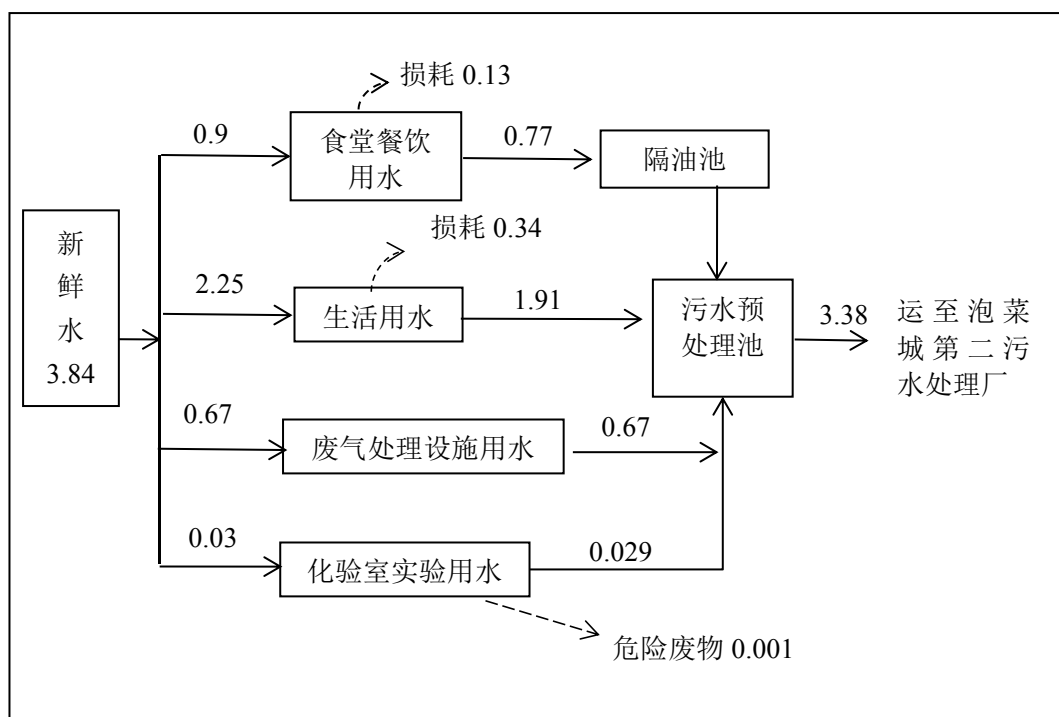 损耗 0.13
0.9
食堂餐饮
用水
0.77
隔油池
损耗 0.34
新
鲜
水
3.84
2.25
生活用水
1.91
污水预
处理池
3.38
运至泡菜
城第二污
水处理厂
0.67
废气处理设施用水
0.67
0.03
化验室实验用水
0.029
危险废物 0.001